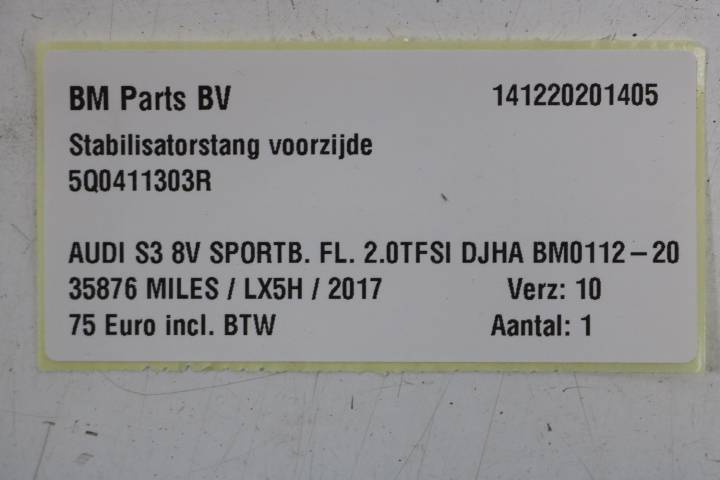 BM Parts BV 141220201405
Stabilisatorstang voorzijde
5Q0411303R
AUDI S3 8V SPORTB. FL. 2.0TFSI DJHA BM0112-20
35876 MILES / LX5H / 2017 Verz: 10
75 Euro incl. BTW Aantal: 1